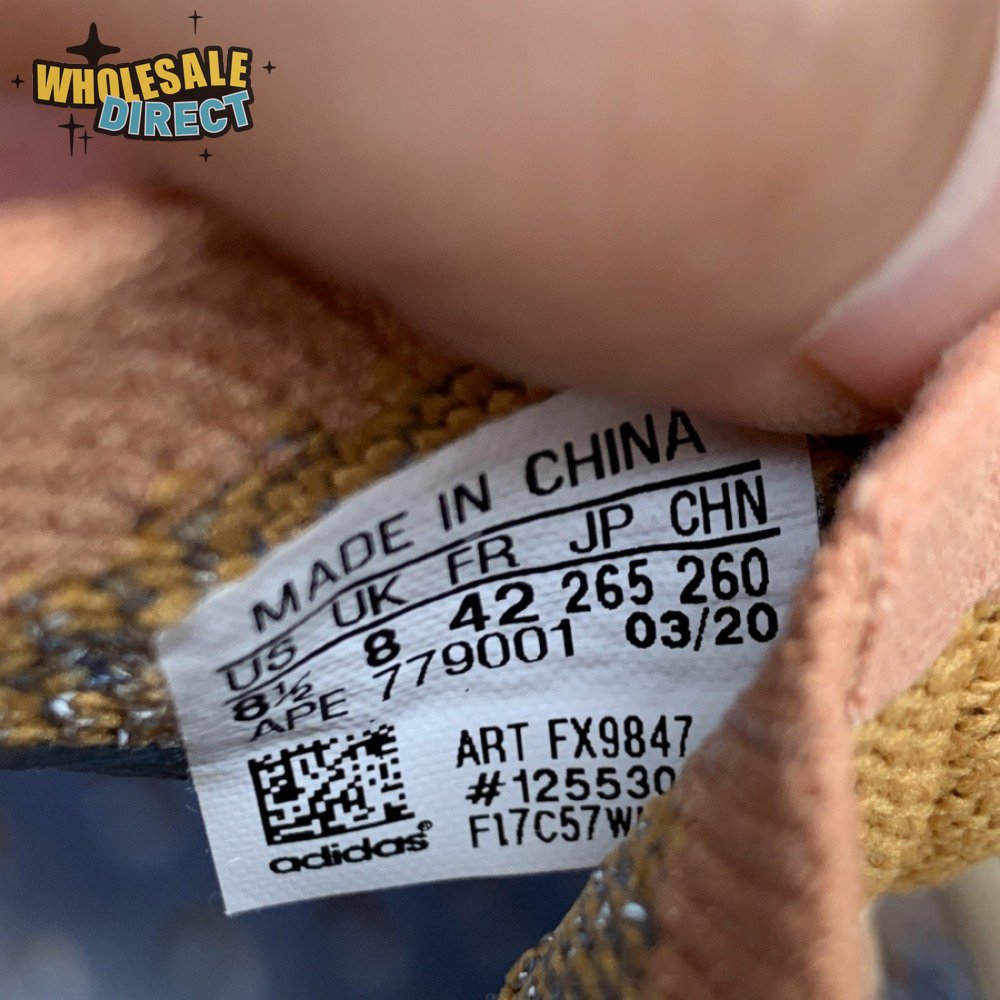 WHOLESALE
DIRECT
MADE IN CHINA
US UK FR JP CHN
8½ 8 42 265 260
APE 779001 03/20
ART FX9847
#125530
F17C57W
adidas®